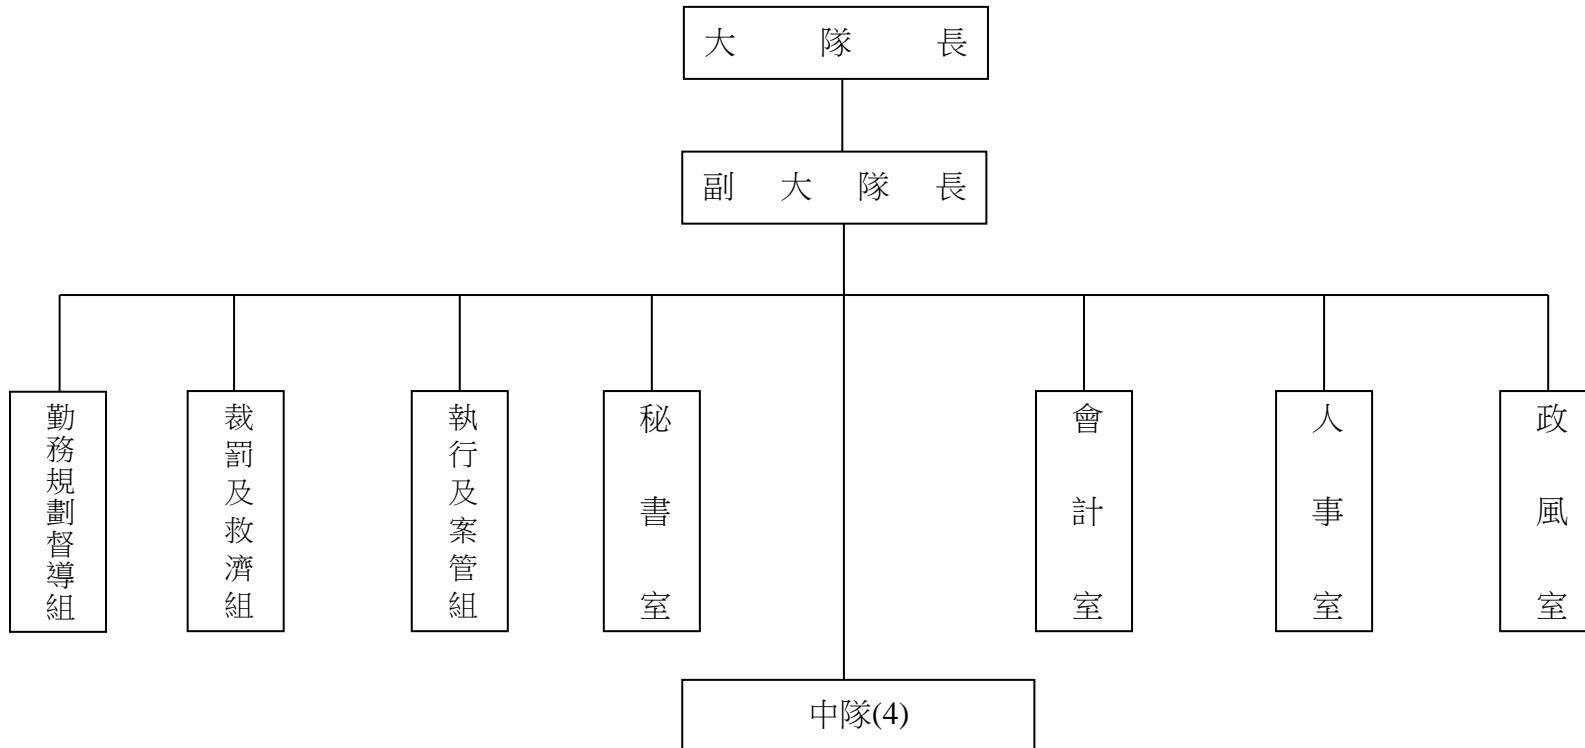 大隊長
副大隊長
勤務規劃督導組
裁罰及救濟組
執行及案管組
秘書室
會計室
人事室
政風室
中隊(4)